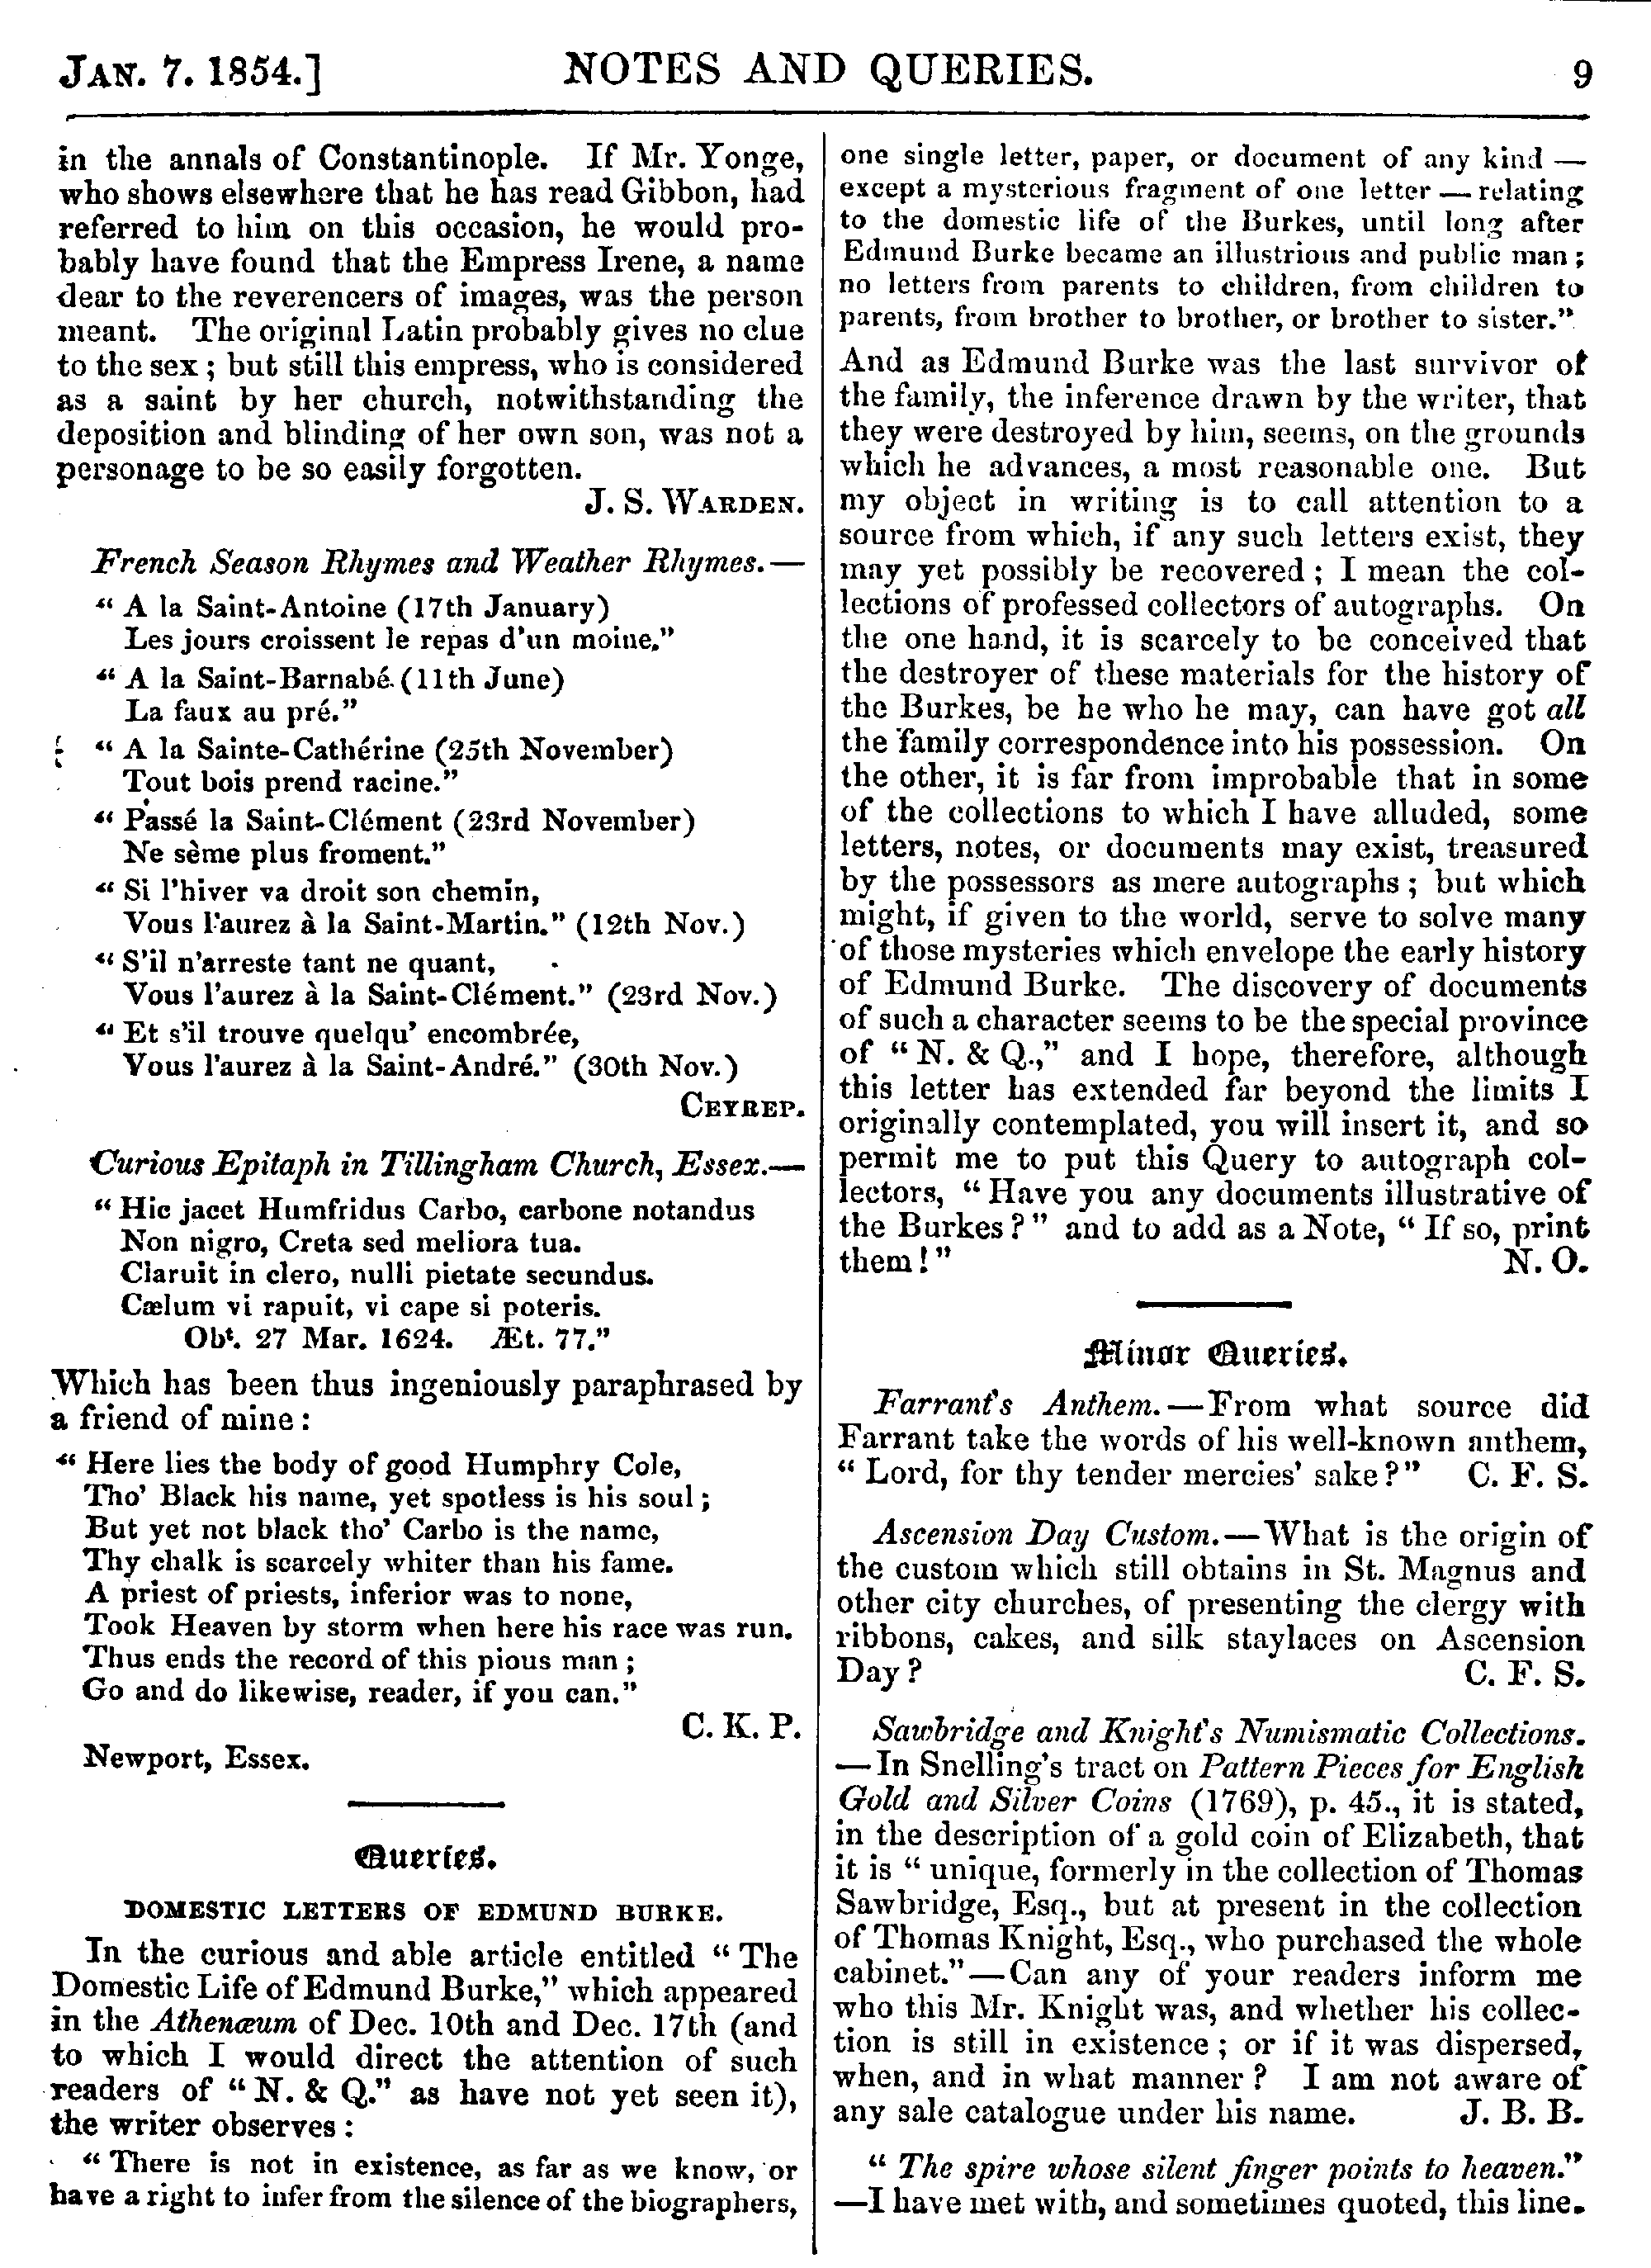 JAN. 7. 1854.] NOTES AND QUERIES. 9
in the annals of Constantinople. If Mr. Yonge,
who shows elsewhere that he has read Gibbon, had
referred to him on this occasion, he would pro-
bably have found that the Empress Irene, a name
dear to the reverencers of images, was the person
meant. The original Latin probably gives no clue
to the sex; but still this empress, who is considered
as a saint by her church, notwithstanding the
deposition and blinding of her own son, was not a
personage to be so easily forgotten.
J. S. WARDEN.
French Season Rhymes and Weather Rhymes.—
"A la Saint-Antoine (17th January)
Les jours croissent le repas d'un moine."
"A la Saint-Barnabé (11th June)
La faux au pré."
"A la Sainte-Cathérine (25th November)
Tout bois prend racine."
"Passé la Saint-Clément (23rd November)
Ne sème plus froment."
"Si l'hiver va droit son chemin,
Vous l'aurez à la Saint-Martin." (12th Nov.)
"S'il n'arreste tant ne quant,
Vous l'aurez à la Saint-Clément." (23rd Nov.)
"Et s'il trouve quelqu' encombrée,
Vous l'aurez à la Saint-André." (30th Nov.)
CEYREP.
Curious Epitaph in Tillingham Church, Essex.—
"Hic jacet Humfridus Carbo, carbone notandus
Non nigro, Creta sed meliora tua.
Claruit in clero, nulli pietate secundus.
Cælum vi rapuit, vi cape si poteris.
Obt. 27 Mar. 1624. Æt. 77."
Which has been thus ingeniously paraphrased by
a friend of mine:
"Here lies the body of good Humphry Cole,
Tho' Black his name, yet spotless is his soul;
But yet not black tho' Carbo is the name,
Thy chalk is scarcely whiter than his fame.
A priest of priests, inferior was to none,
Took Heaven by storm when here his race was run.
Thus ends the record of this pious man;
Go and do likewise, reader, if you can."
C. K. P.
Newport, Essex.
Queries.
DOMESTIC LETTERS OF EDMUND BURKE.
In the curious and able article entitled "The
Domestic Life of Edmund Burke," which appeared
in the Athenæum of Dec. 10th and Dec. 17th (and
to which I would direct the attention of such
readers of "N. & Q." as have not yet seen it),
the writer observes:
"There is not in existence, as far as we know, or
have a right to infer from the silence of the biographers,
one single letter, paper, or document of any kind—
except a mysterious fragment of one letter—relating
to the domestic life of the Burkes, until long after
Edmund Burke became an illustrious and public man;
no letters from parents to children, from children to
parents, from brother to brother, or brother to sister."
And as Edmund Burke was the last survivor of
the family, the inference drawn by the writer, that
they were destroyed by him, seems, on the grounds
which he advances, a most reasonable one. But
my object in writing is to call attention to a
source from which, if any such letters exist, they
may yet possibly be recovered; I mean the col-
lections of professed collectors of autographs. On
the one hand, it is scarcely to be conceived that
the destroyer of these materials for the history of
the Burkes, be he who he may, can have got all
the family correspondence into his possession. On
the other, it is far from improbable that in some
of the collections to which I have alluded, some
letters, notes, or documents may exist, treasured
by the possessors as mere autographs; but which
might, if given to the world, serve to solve many
of those mysteries which envelope the early history
of Edmund Burke. The discovery of documents
of such a character seems to be the special province
of "N. & Q.," and I hope, therefore, although
this letter has extended far beyond the limits I
originally contemplated, you will insert it, and so
permit me to put this Query to autograph col-
lectors, "Have you any documents illustrative of
the Burkes?" and to add as a Note, "If so, print
them!" N. O.
Minor Queries.
Farrant's Anthem.—From what source did
Farrant take the words of his well-known anthem,
"Lord, for thy tender mercies' sake?" C. F. S.
Ascension Day Custom.—What is the origin of
the custom which still obtains in St. Magnus and
other city churches, of presenting the clergy with
ribbons, cakes, and silk staylaces on Ascension
Day? C. F. S.
Sawbridge and Knight's Numismatic Collections.
—In Snelling's tract on Pattern Pieces for English
Gold and Silver Coins (1769), p. 45., it is stated,
in the description of a gold coin of Elizabeth, that
it is "unique, formerly in the collection of Thomas
Sawbridge, Esq., but at present in the collection
of Thomas Knight, Esq., who purchased the whole
cabinet."—Can any of your readers inform me
who this Mr. Knight was, and whether his collec-
tion is still in existence; or if it was dispersed,
when, and in what manner? I am not aware of
any sale catalogue under his name. J. B. B.
"The spire whose silent finger points to heaven."
—I have met with, and sometimes quoted, this line.